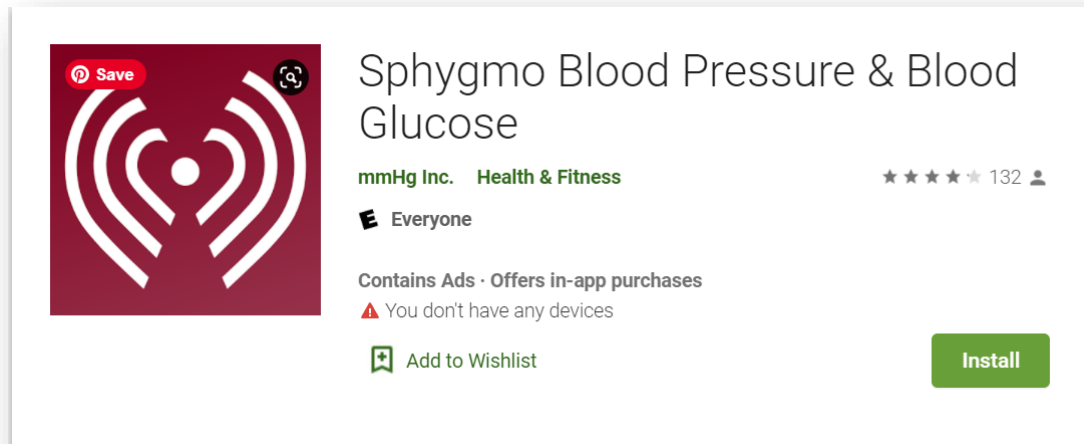 Save
Sphygmo Blood Pressure & Blood
Glucose
mmHg Inc. Health & Fitness 132
E Everyone
Contains Ads · Offers in-app purchases
You don't have any devices
Add to Wishlist
Install